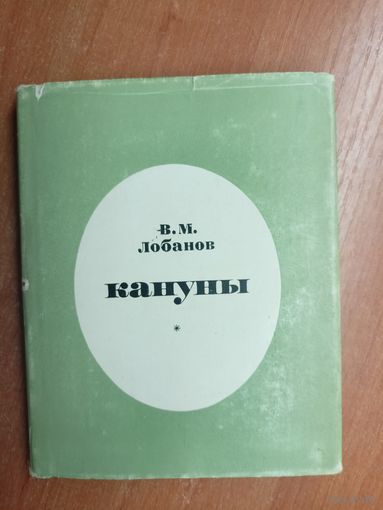 В.М.
Лобанов
кануны
*